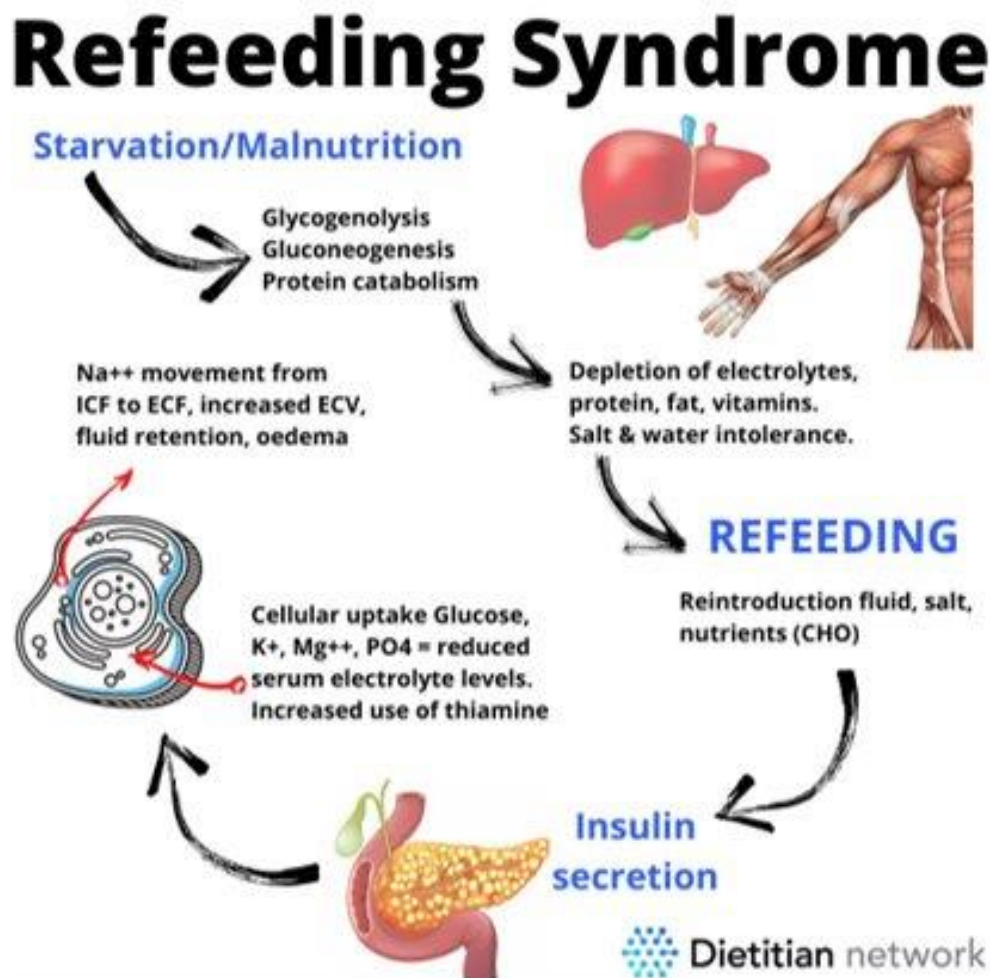 Refeeding Syndrome
Starvation/Malnutrition
Glycogenolysis
Gluconeogenesis
Protein catabolism
Depletion of electrolytes,
protein, fat, vitamins.
Salt & water intolerance.
REFEEDING
Reintroduction fluid, salt,
nutrients (CHO)
Insulin
secretion
Cellular uptake Glucose,
K+, Mg++, PO4 = reduced
serum electrolyte levels.
Increased use of thiamine
Na++ movement from
ICF to ECF, increased ECV,
fluid retention, oedema
Dietitian network